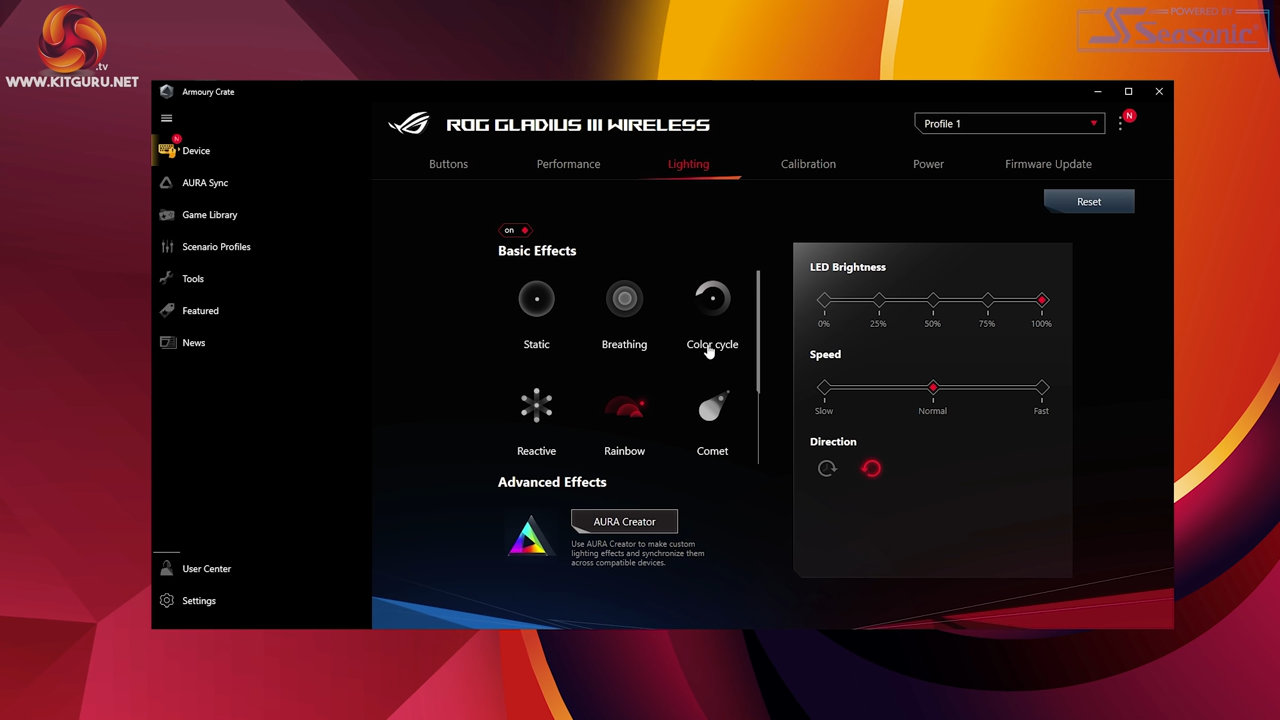 .tv
WWW.KITGURU.NET
POWERED BY
Seasonic
Armoury Crate
N
Device
AURA Sync
Game Library
Scenario Profiles
Tools
Featured
News
User Center
Settings
ROG GLADIUS III WIRELESS
Profile 1
N
Buttons
Performance
Lighting
Calibration
Power
Firmware Update
Reset
on
Basic Effects
Static
Breathing
Color cycle
Reactive
Rainbow
Comet
Advanced Effects
AURA Creator
Use AURA Creator to make custom
lighting effects and synchronize them
across compatible devices.
LED Brightness
0% 25% 50% 75% 100%
Speed
Slow Normal Fast
Direction